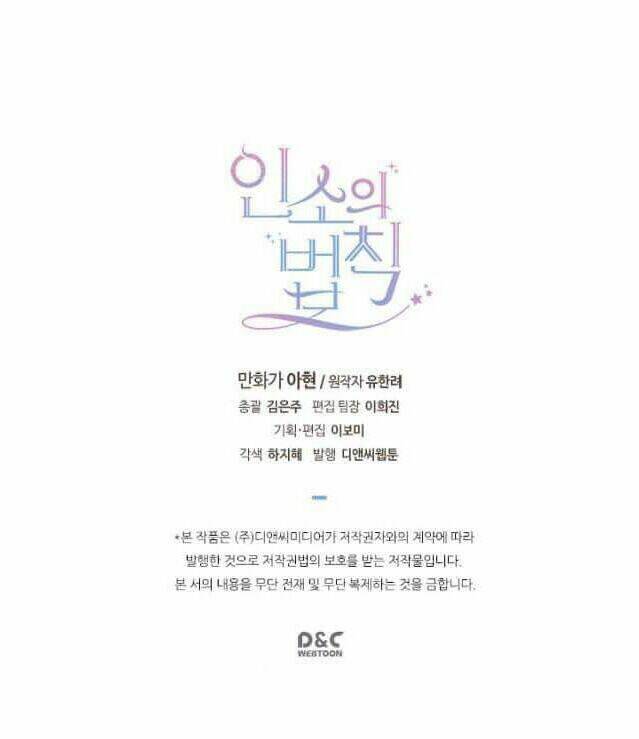 인소의
법칙
만화가 아현 / 원작자 유한려
총괄 김은주 편집 팀장 이희진
기획·편집 이보미
각색 하지혜 발행 디앤씨웹툰
*본 작품은 (주)디앤씨미디어가 저작권자와의 계약에 따라
발행한 것으로 저작권법의 보호를 받는 저작물입니다.
본 서의 내용을 무단 전재 및 무단 복제하는 것을 금합니다.
D&C
WEBTOON